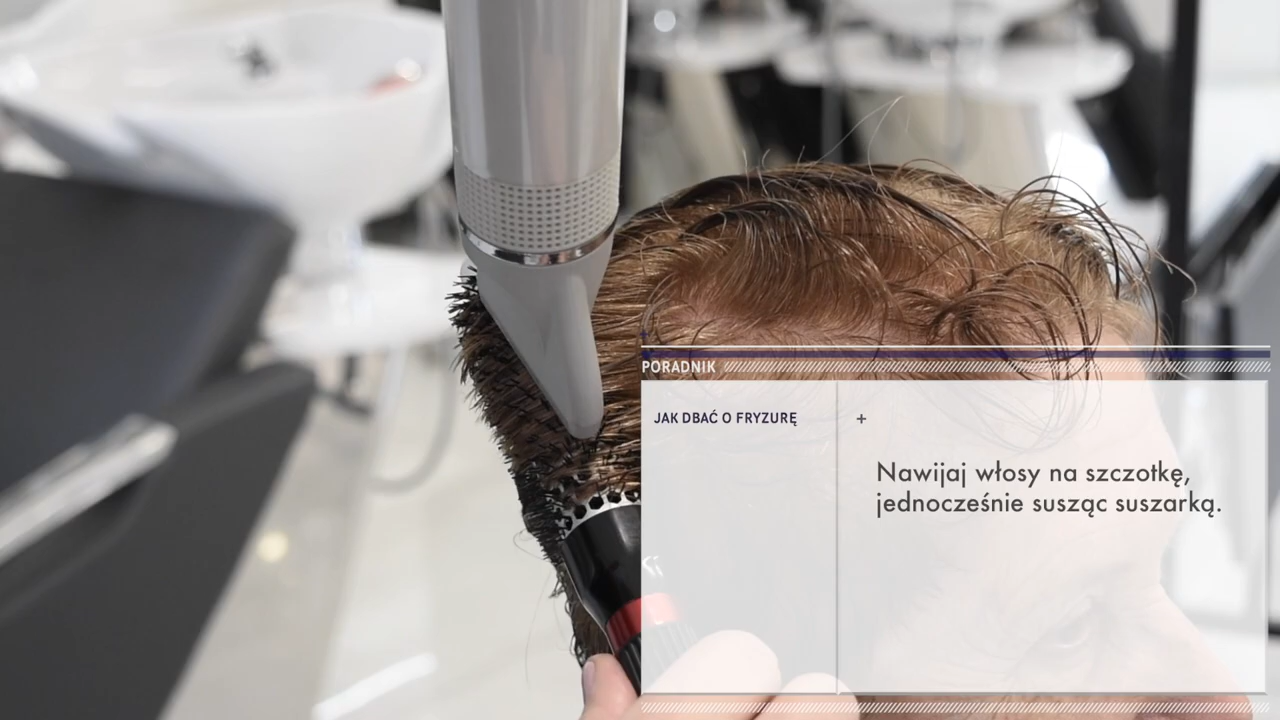 PORADNIK
JAK DBAĆ O FRYZURĘ
+
Nawijaj włosy na szczotkę,
jednocześnie susząc suszarką.